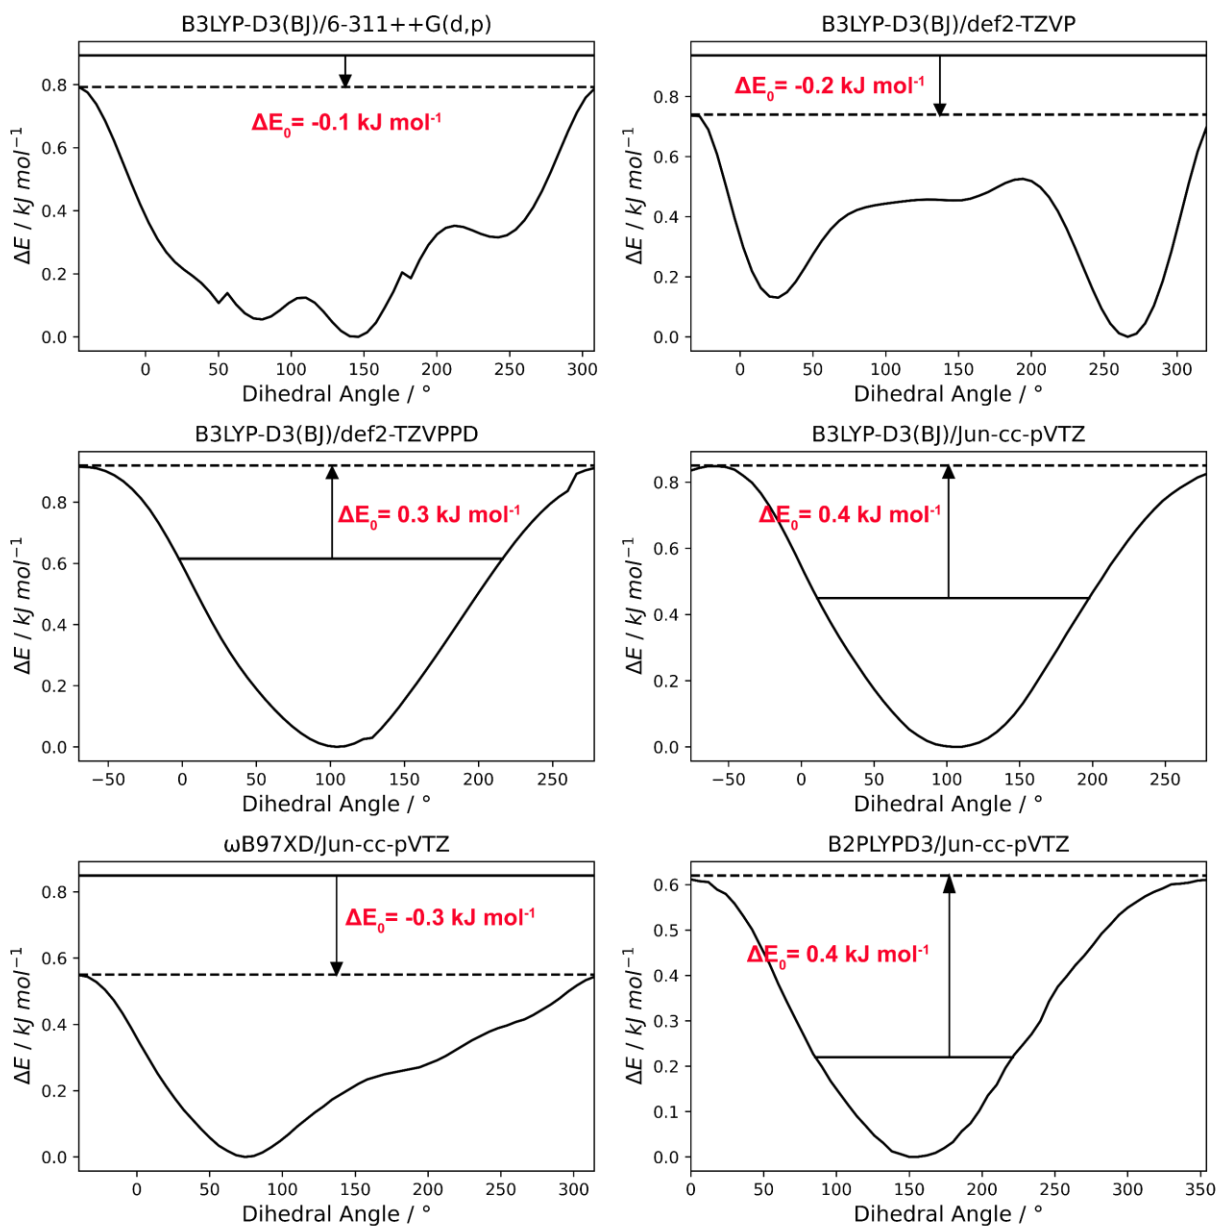 B3LYP-D3(BJ)/6-311++G(d,p)
ΔE / kJ mol⁻¹
0.8
0.6
0.4
0.2
0.0
ΔE₀= -0.1 kJ mol⁻¹
0 50 100 150 200 250 300
Dihedral Angle / °
B3LYP-D3(BJ)/def2-TZVP
ΔE / kJ mol⁻¹
0.8
0.6
0.4
0.2
0.0
ΔE₀= -0.2 kJ mol⁻¹
0 50 100 150 200 250 300
Dihedral Angle / °
B3LYP-D3(BJ)/def2-TZVPPD
ΔE / kJ mol⁻¹
0.8
0.6
0.4
0.2
0.0
ΔE₀= 0.3 kJ mol⁻¹
−50 0 50 100 150 200 250
Dihedral Angle / °
B3LYP-D3(BJ)/Jun-cc-pVTZ
ΔE / kJ mol⁻¹
0.8
0.6
0.4
0.2
0.0
ΔE₀= 0.4 kJ mol⁻¹
−50 0 50 100 150 200 250
Dihedral Angle / °
ωB97XD/Jun-cc-pVTZ
ΔE / kJ mol⁻¹
0.8
0.6
0.4
0.2
0.0
ΔE₀= -0.3 kJ mol⁻¹
0 50 100 150 200 250 300
Dihedral Angle / °
B2PLYPD3/Jun-cc-pVTZ
ΔE / kJ mol⁻¹
0.6
0.5
0.4
0.3
0.2
0.1
0.0
ΔE₀= 0.4 kJ mol⁻¹
0 50 100 150 200 250 300 350
Dihedral Angle / °